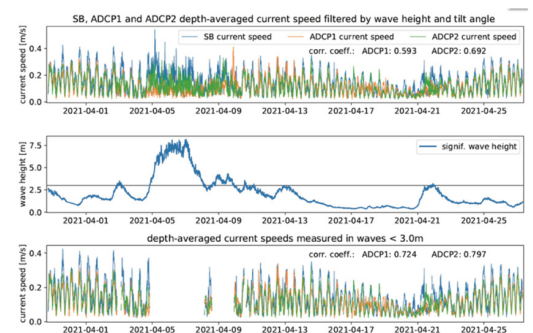 SB, ADCP1 and ADCP2 depth-averaged current speed filtered by wave height and tilt angle
current speed [m/s]
0.4
0.2
0.0
SB current speed ADCP1 current speed ADCP2 current speed
corr. coeff.: ADCP1: 0.593 ADCP2: 0.692
2021-04-01 2021-04-05 2021-04-09 2021-04-13 2021-04-17 2021-04-21 2021-04-25
wave height [m]
7.5
5.0
2.5
0.0
signif. wave height
2021-04-01 2021-04-05 2021-04-09 2021-04-13 2021-04-17 2021-04-21 2021-04-25
depth-averaged current speeds measured in waves < 3.0m
current speed [m/s]
0.4
0.2
0.0
corr. coeff.: ADCP1: 0.724 ADCP2: 0.797
2021-04-01 2021-04-05 2021-04-09 2021-04-13 2021-04-17 2021-04-21 2021-04-25